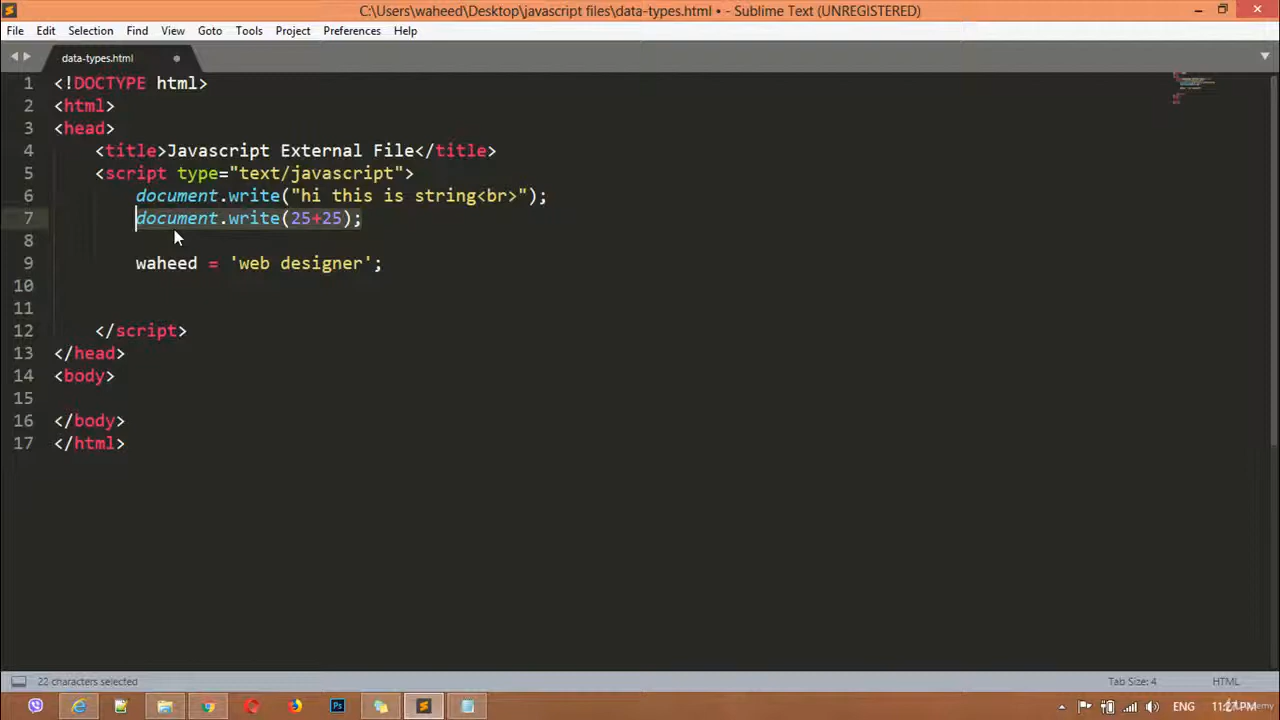 C:\Users\waheed\Desktop\javascript files\data-types.html • - Sublime Text (UNREGISTERED)
File Edit Selection Find View Goto Tools Project Preferences Help
data-types.html
1 <!DOCTYPE html>
2 <html>
3 <head>
4 <title>Javascript External File</title>
5 <script type="text/javascript">
6 document.write("hi this is string<br>");
7 document.write(25+25);
8
9 waheed = 'web designer';
10
11
12 </script>
13 </head>
14 <body>
15
16 </body>
17 </html>
22 characters selected Tab Size: 4 HTML
ENG